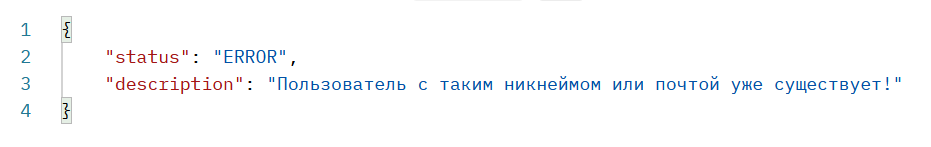 1 {
2 "status": "ERROR",
3 "description": "Пользователь с таким никнеймом или почтой уже существует!"
4 }